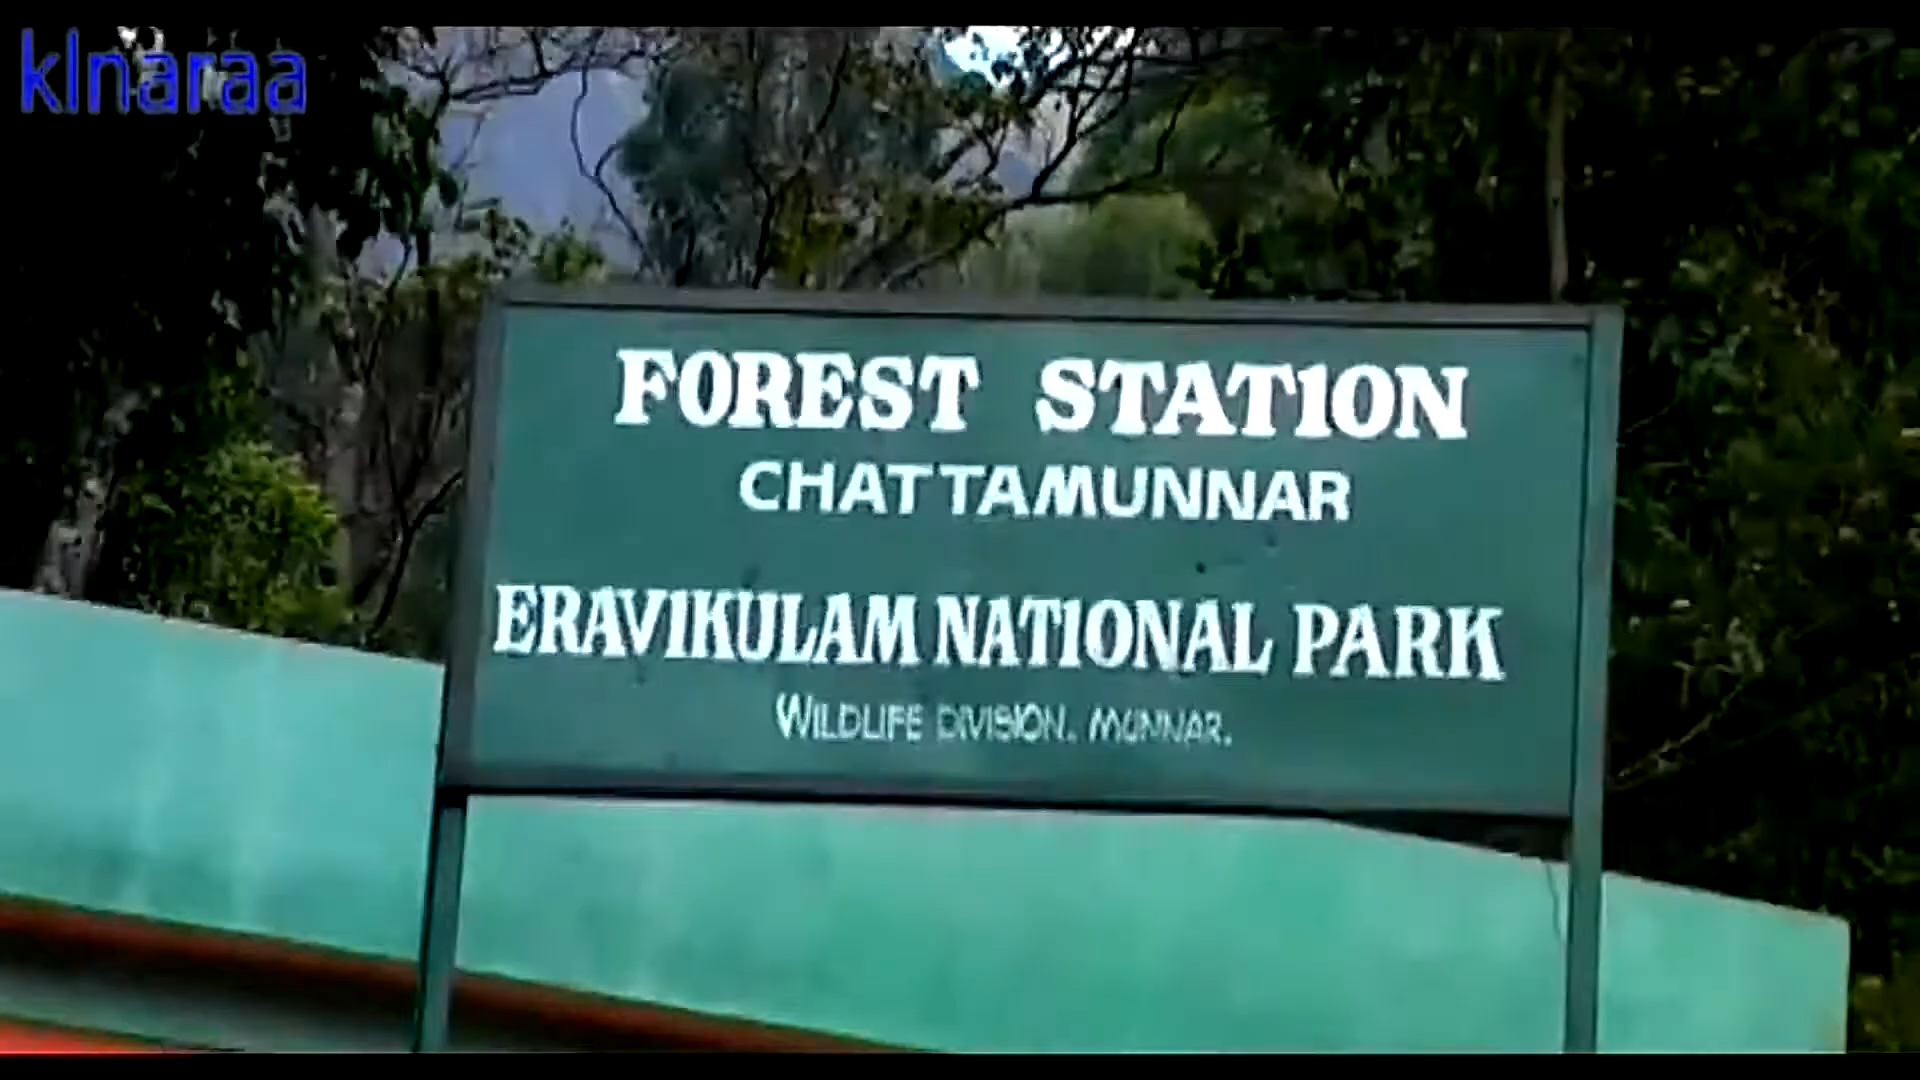 klnaraa
FOREST STATION
CHATTAMUNNAR
ERAVIKULAM NATIONAL PARK
WILDLIFE DIVISION. MUNNAR.